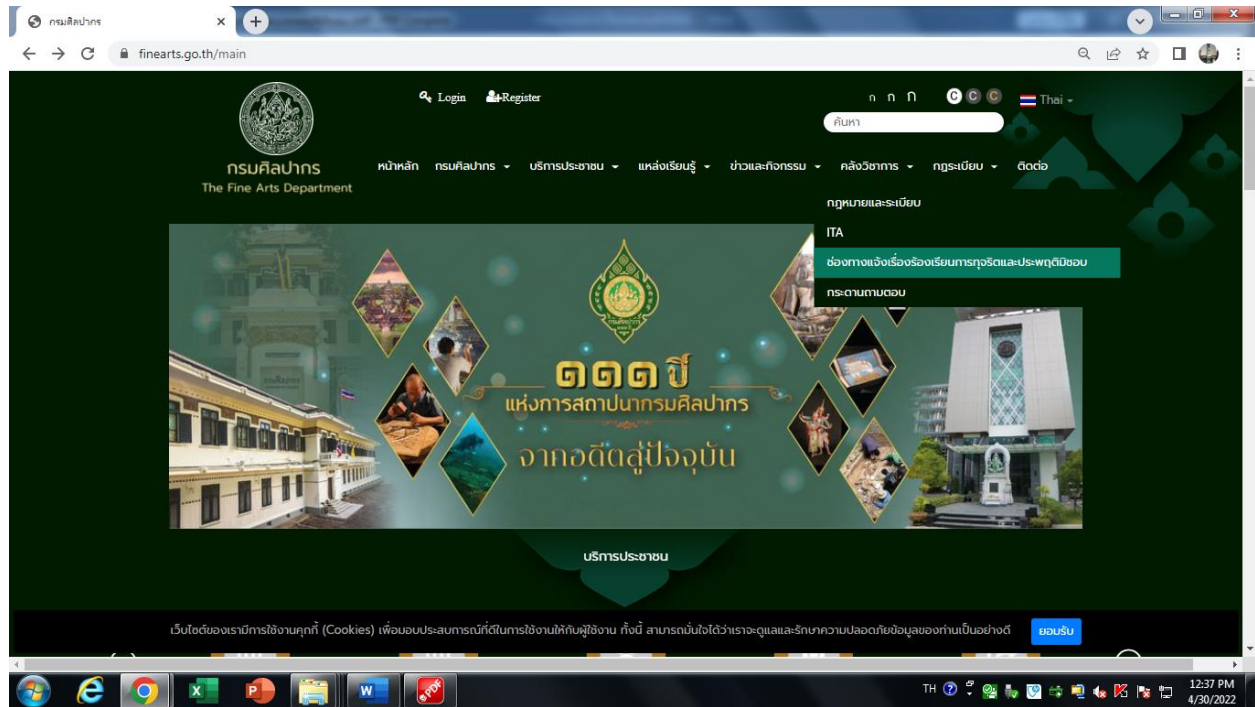 กรมศิลปากร
finearts.go.th/main
Login Register
ก ก ก C C C Thai
ค้นหา
กรมศิลปากร
The Fine Arts Department
หน้าหลัก กรมศิลปากร บริการประชาชน แหล่งเรียนรู้ ข่าวและกิจกรรม คลังวิชาการ กฎระเบียบ ติดต่อ
กฎหมายและระเบียบ
ITA
ช่องทางแจ้งเรื่องร้องเรียนการทุจริตและประพฤติมิชอบ
กระดานถามตอบ
๑๑๑ ปี
แห่งการสถาปนากรมศิลปากร
จากอดีตสู่ปัจจุบัน
บริการประชาชน
เว็บไซต์ของเรามีการใช้งานคุกกี้ (Cookies) เพื่อมอบประสบการณ์ที่ดีในการใช้งานให้กับผู้ใช้งาน ทั้งนี้ สามารถมั่นใจได้ว่าเราจะดูแลและรักษาความปลอดภัยข้อมูลของท่านเป็นอย่างดี ยอมรับ
TH
12:37 PM
4/30/2022